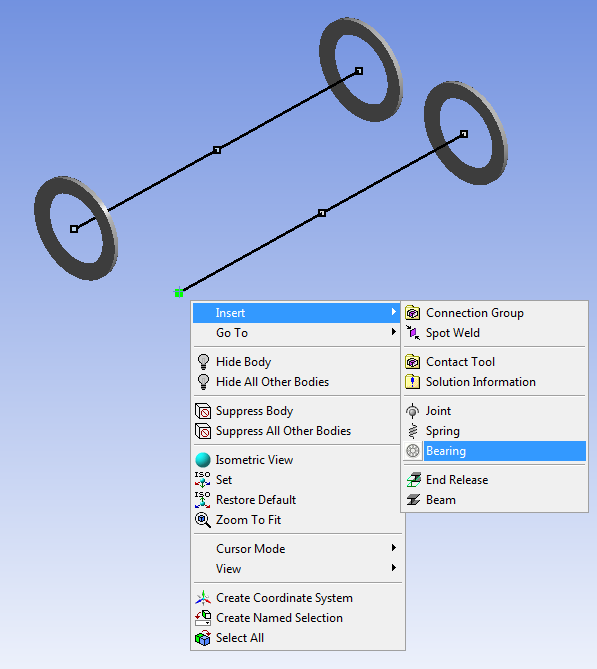 Insert
Go To
Hide Body
Hide All Other Bodies
Suppress Body
Suppress All Other Bodies
Isometric View
ISO
Set
ISO
Restore Default
Zoom To Fit
Cursor Mode
View
Create Coordinate System
Create Named Selection
Select All
Connection Group
Spot Weld
Contact Tool
Solution Information
Joint
Spring
Bearing
End Release
Beam